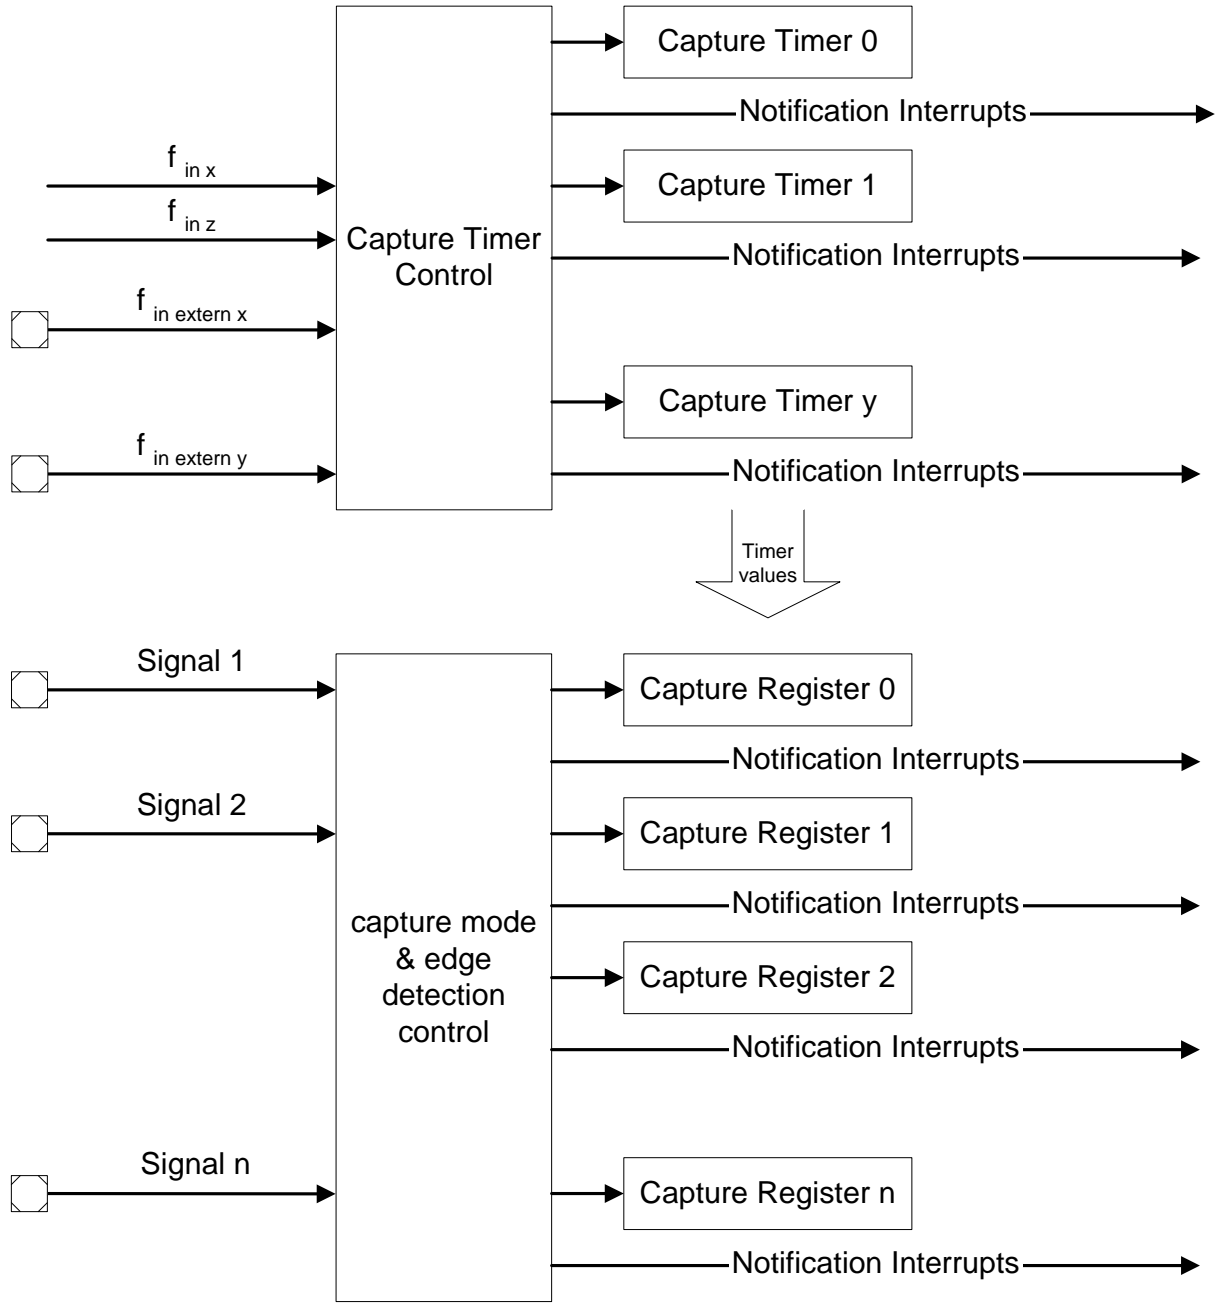 Capture Timer 0
Notification Interrupts
f in x
Capture Timer 1
f in z
Capture Timer
Control
Notification Interrupts
f in extern x
Capture Timer y
f in extern y
Notification Interrupts
Timer
values
Signal 1
Capture Register 0
Notification Interrupts
Signal 2
Capture Register 1
Notification Interrupts
capture mode
& edge
detection
control
Capture Register 2
Notification Interrupts
Signal n
Capture Register n
Notification Interrupts